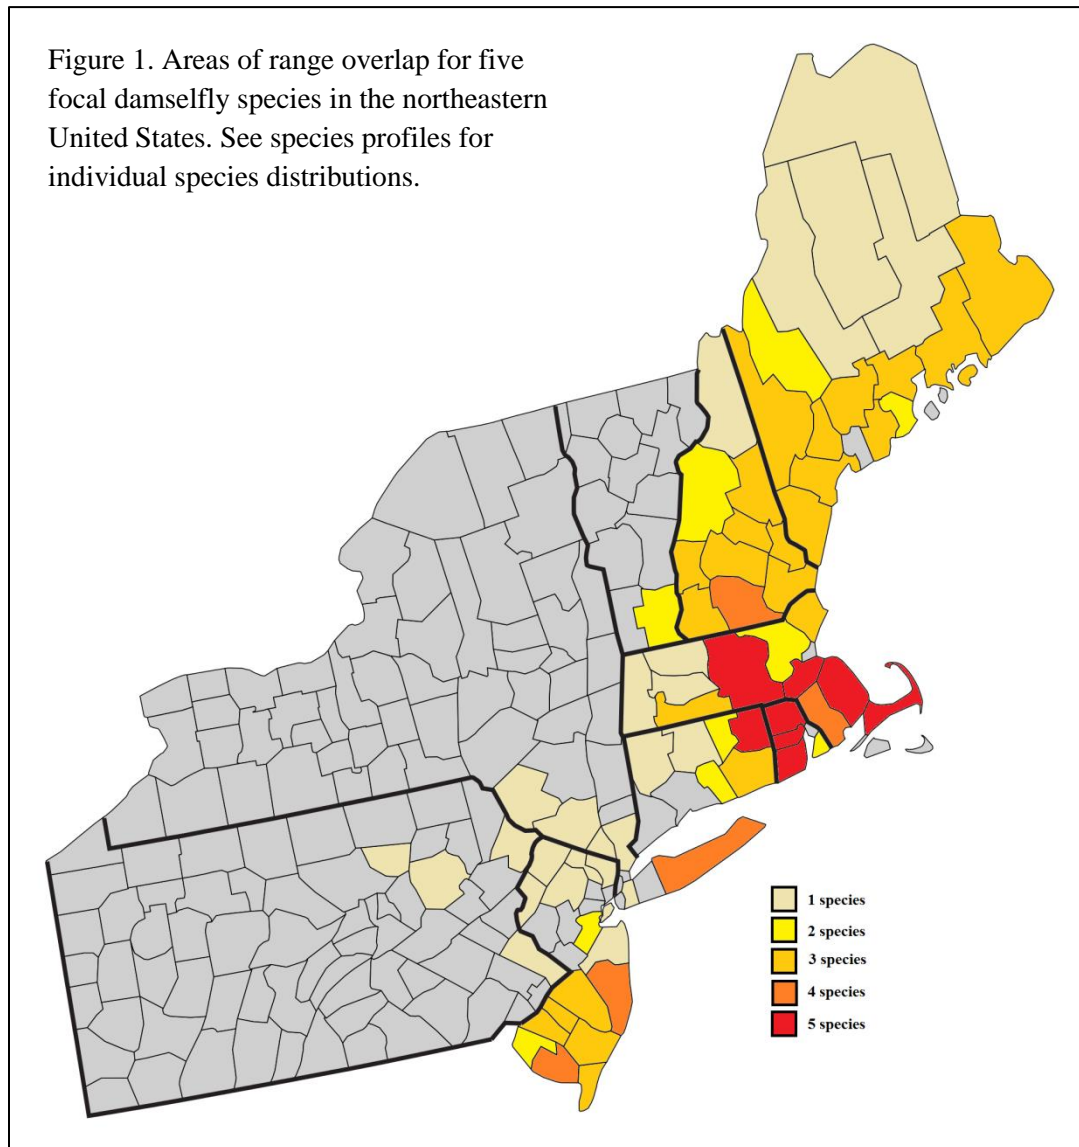 Figure 1. Areas of range overlap for five
focal damselfly species in the northeastern
United States. See species profiles for
individual species distributions.
1 species
2 species
3 species
4 species
5 species